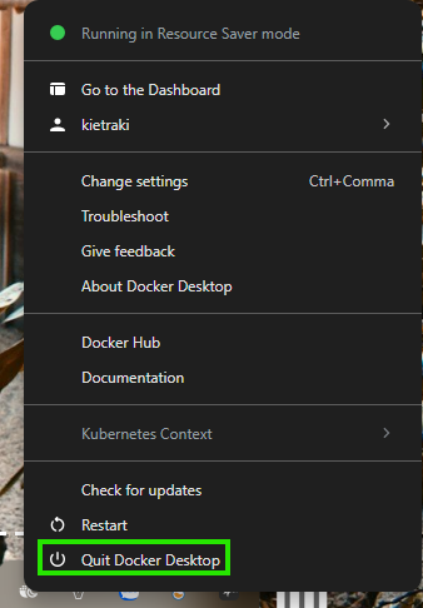 Running in Resource Saver mode
Go to the Dashboard
kietraki
Change settings Ctrl+Comma
Troubleshoot
Give feedback
About Docker Desktop
Docker Hub
Documentation
Kubernetes Context
Check for updates
Restart
Quit Docker Desktop